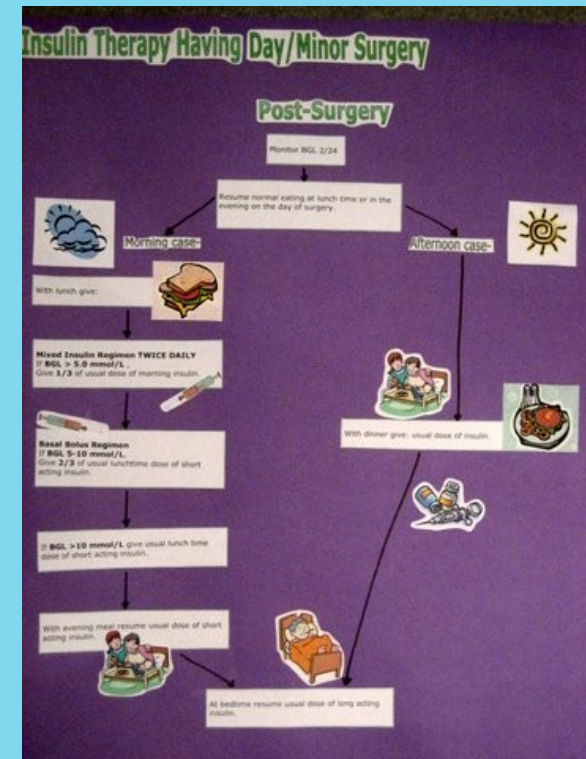 Insulin Therapy Having Day/Minor Surgery
Post-Surgery
Monitor BGL 2/24
Resume normal eating at lunch time or in the
evening on the day of surgery.
Morning case-
Afternoon case-
With lunch give:
Mixed Insulin Regimen TWICE DAILY
If BGL > 5.0 mmol/L ,
Give 1/3 of usual dose of morning insulin.
Basal Bolus Regimen
If BGL 5-10 mmol/L,
Give 2/3 of usual lunchtime dose of short
acting insulin.
If BGL >10 mmol/L give usual lunch time
dose of short acting insulin.
With evening meal resume usual dose of short
acting insulin.
With dinner give: usual dose of insulin.
At bedtime resume usual dose of long acting
insulin.